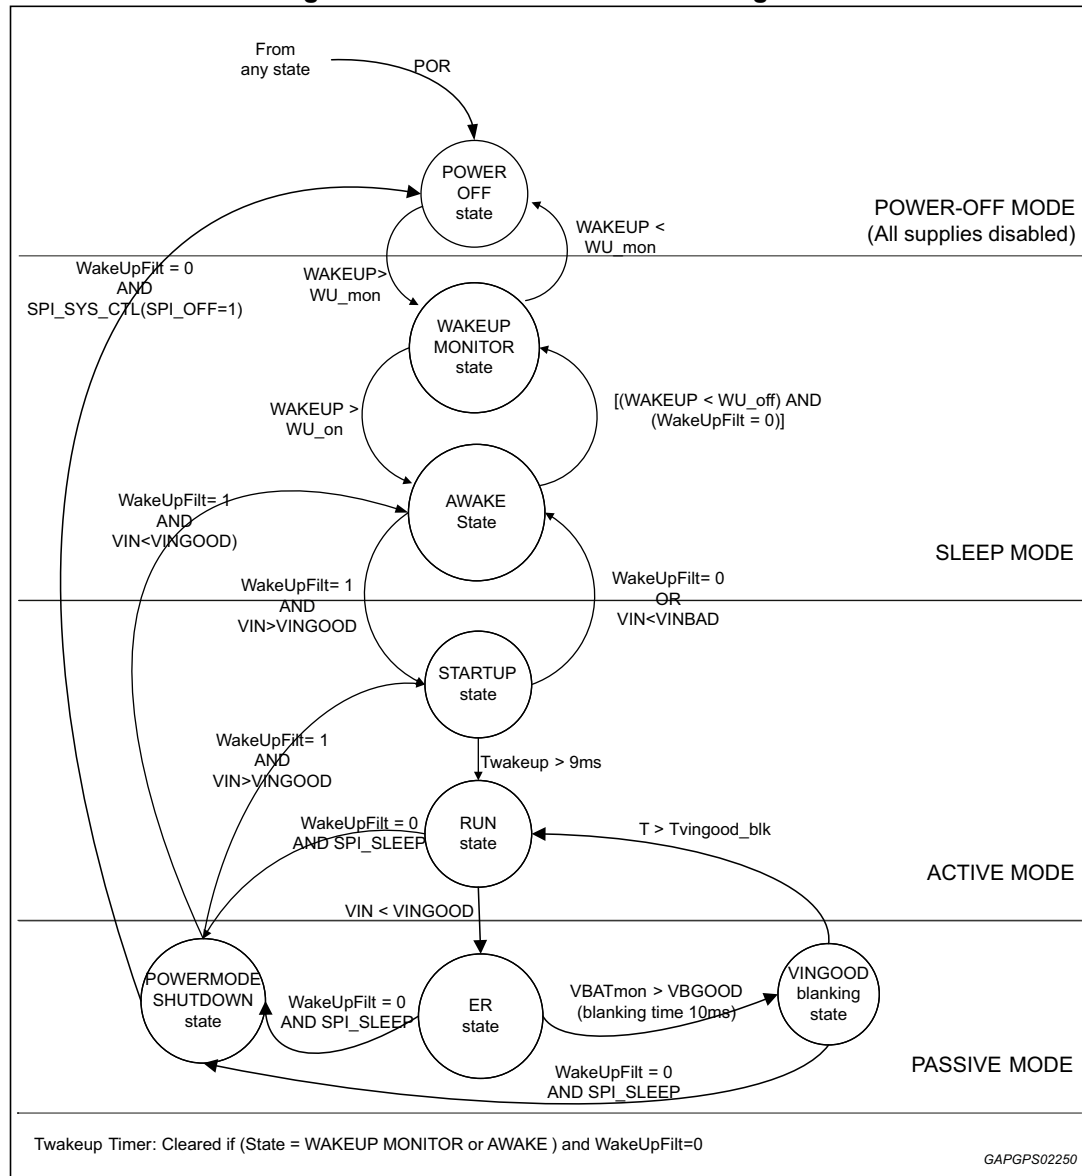 From
any state
POR
POWER
OFF
state
POWER-OFF MODE
(All supplies disabled)
WAKEUP <
WU_mon
WAKEUP>
WU_mon
WakeUpFilt = 0
AND
SPI_SYS_CTL(SPI_OFF=1)
WAKEUP
MONITOR
state
WAKEUP >
WU_on
[(WAKEUP < WU_off) AND
(WakeUpFilt = 0)]
AWAKE
State
WakeUpFilt= 1
AND
VIN<VINGOOD)
SLEEP MODE
WakeUpFilt= 1
AND
VIN>VINGOOD
WakeUpFilt= 0
OR
VIN<VINBAD
STARTUP
state
WakeUpFilt= 1
AND
VIN>VINGOOD
Twakeup > 9ms
RUN
state
WakeUpFilt = 0
AND SPI_SLEEP
T > Tvingood_blk
ACTIVE MODE
VIN < VINGOOD
POWERMODE
SHUTDOWN
state
WakeUpFilt = 0
AND SPI_SLEEP
ER
state
VBATmon > VBGOOD
(blanking time 10ms)
VINGOOD
blanking
state
WakeUpFilt = 0
AND SPI_SLEEP
PASSIVE MODE
Twakeup Timer: Cleared if (State = WAKEUP MONITOR or AWAKE ) and WakeUpFilt=0
GAPGPS02250